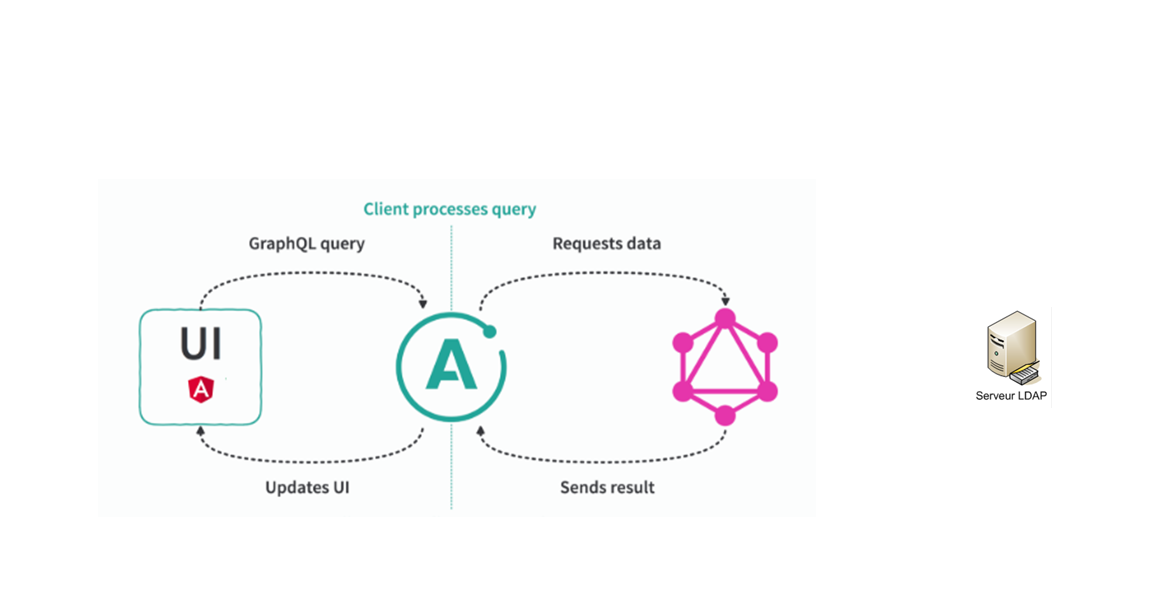 Client processes query
GraphQL query
Requests data
UI
A
A
Serveur LDAP
Updates UI
Sends result